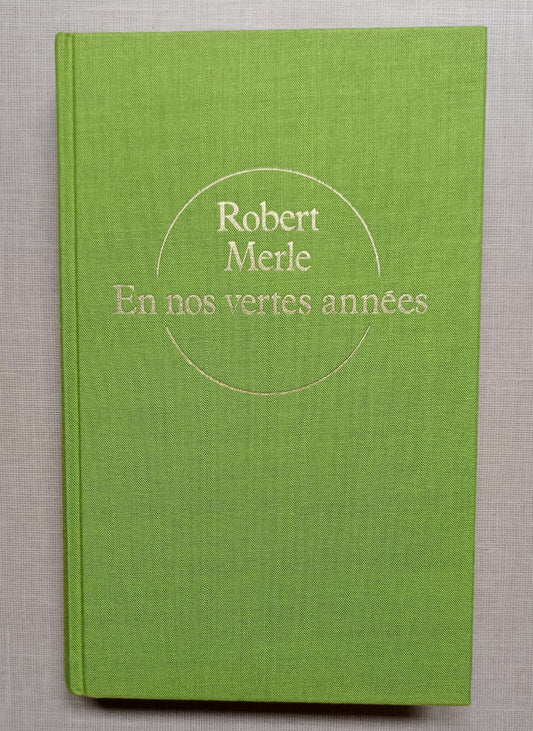 Robert
Merle
En nos vertes années